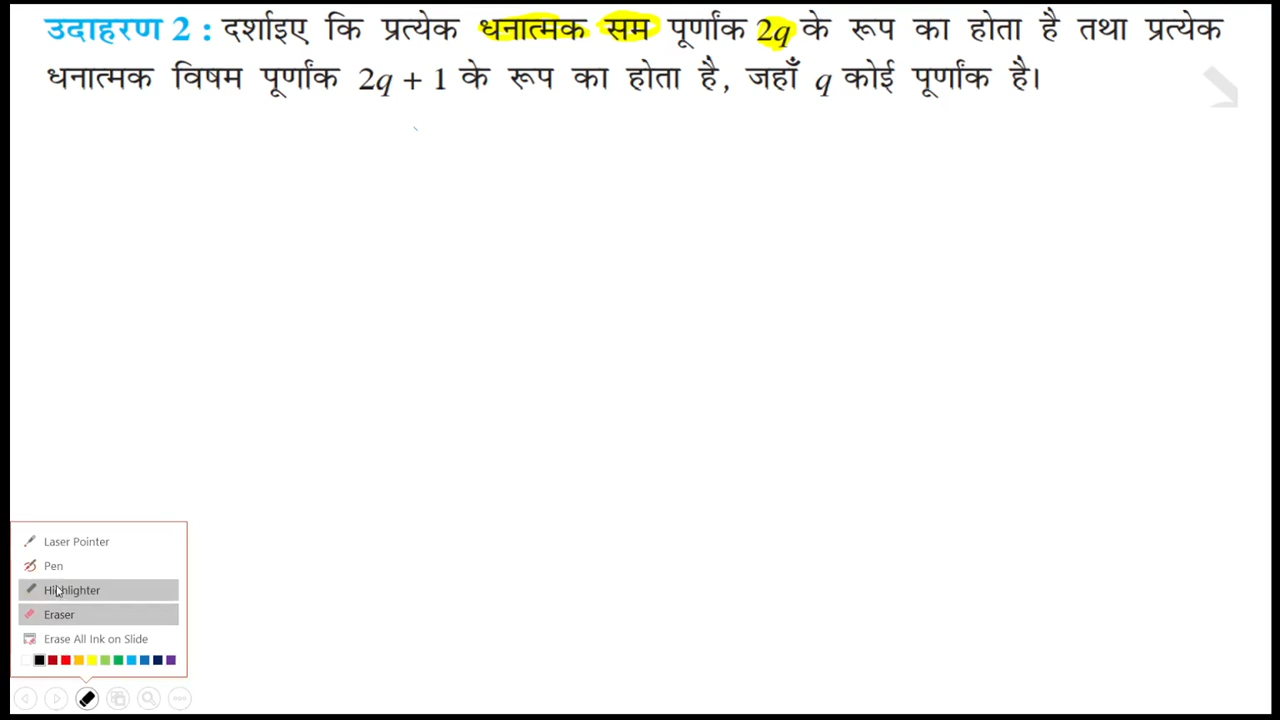 उदाहरण 2 : दर्शाइए कि प्रत्येक धनात्मक सम पूर्णांक 2q के रूप का होता है तथा प्रत्येक
धनात्मक विषम पूर्णांक 2q + 1 के रूप का होता है, जहाँ q कोई पूर्णांक है।
Laser Pointer
Pen
Highlighter
Eraser
Erase All Ink on Slide